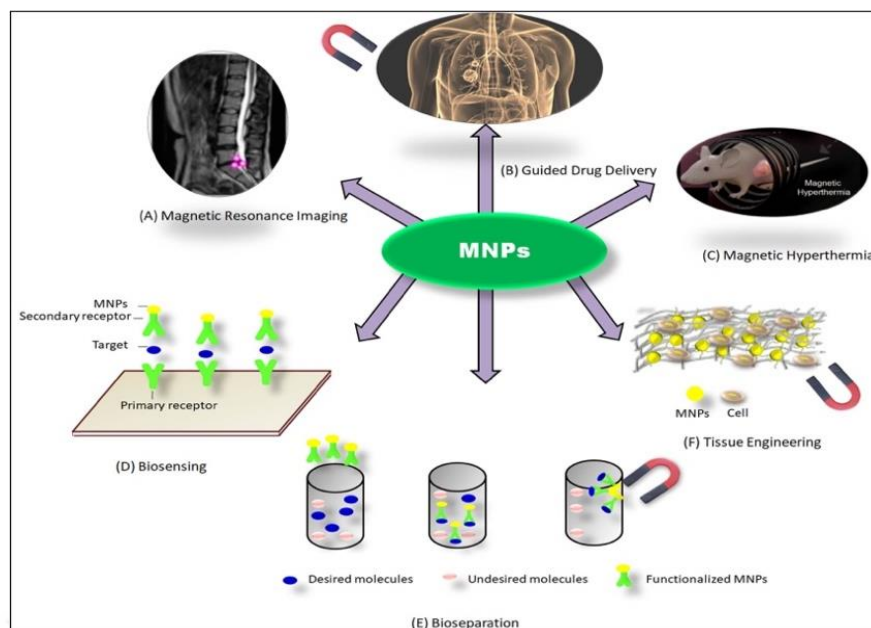 (A) Magnetic Resonance Imaging
(B) Guided Drug Delivery
Magnetic
Hyperthermia
(C) Magnetic Hyperthermia
MNPs
MNPs
Secondary receptor
Target
Primary receptor
(D) Biosensing
MNPs
Cell
(F) Tissue Engineering
Desired molecules
Undesired molecules
Functionalized MNPs
(E) Bioseparation